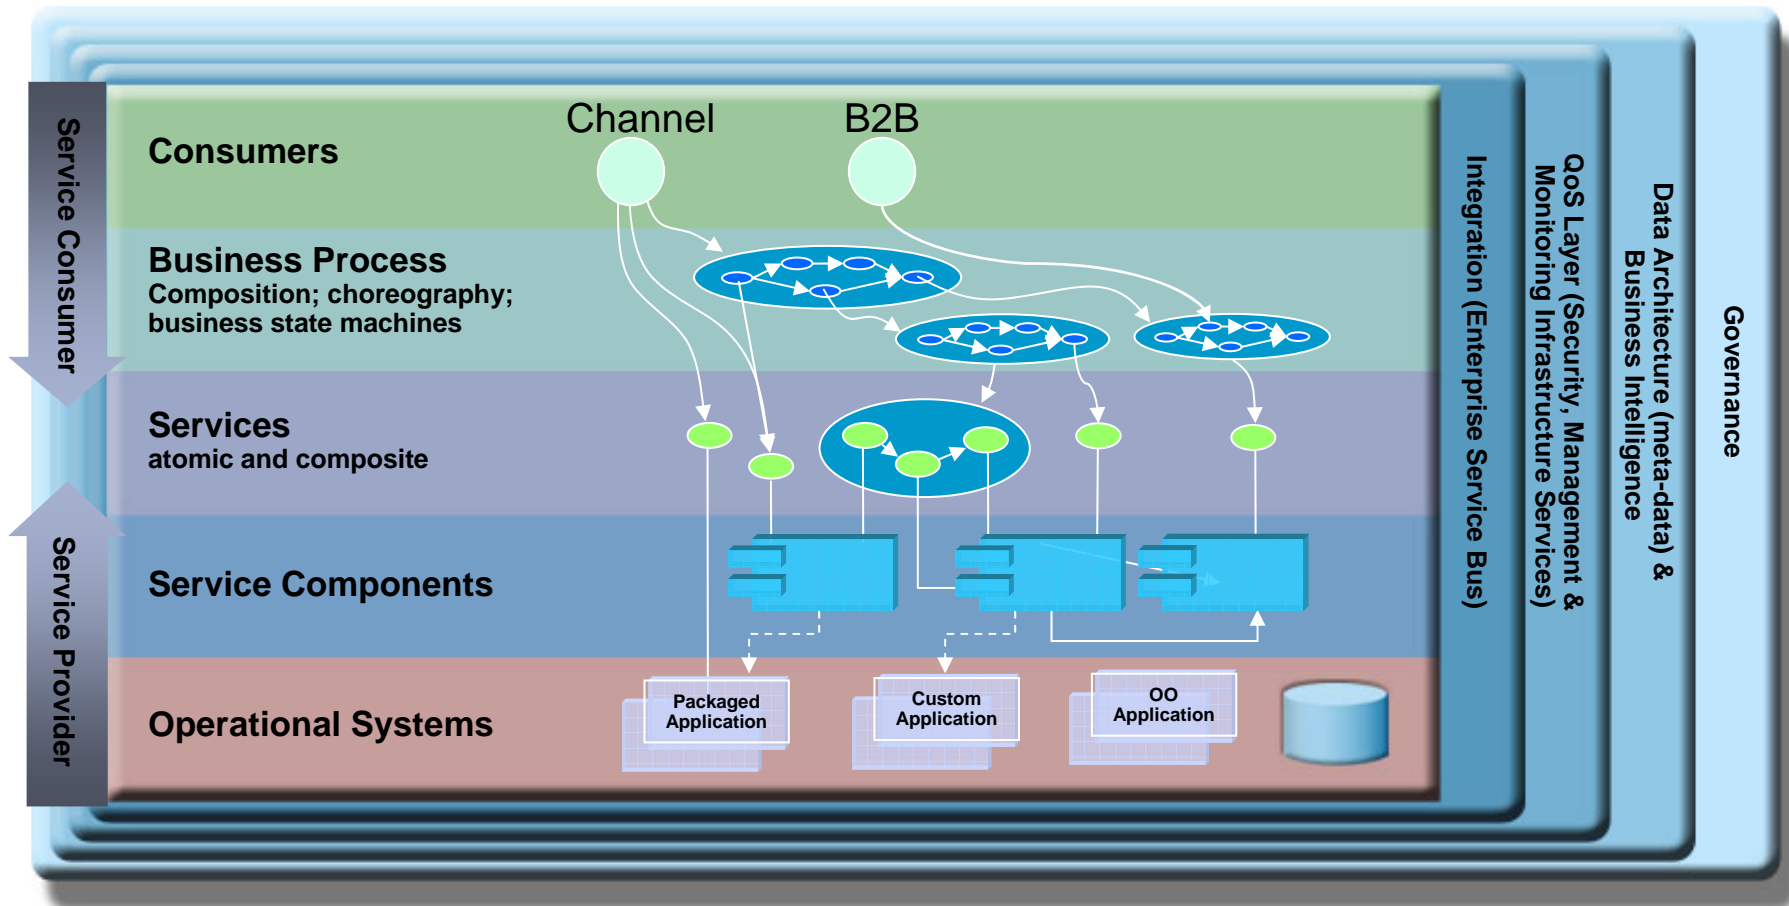 Channel
B2B
Consumers
Business Process
Composition; choreography;
business state machines
Services
atomic and composite
Service Components
Operational Systems
Packaged
Application
Custom
Application
OO
Application
Service Consumer
Service Provider
Integration (Enterprise Service Bus)
QoS Layer (Security, Management &
Monitoring Infrastructure Services)
Data Architecture (meta-data) &
Business Intelligence
Governance